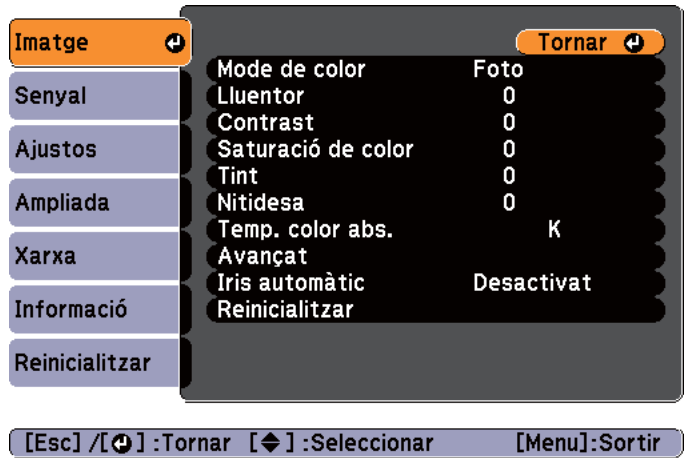 Imatge
Senyal
Ajustos
Ampliada
Xarxa
Informació
Reinicialitzar
Tornar
Mode de color Foto
Lluentor 0
Contrast 0
Saturació de color 0
Tint 0
Nitidesa 0
Temp. color abs. K
Avançat
Iris automàtic Desactivat
Reinicialitzar
[Esc] /[ ] :Tornar [ ] :Seleccionar [Menu]:Sortir